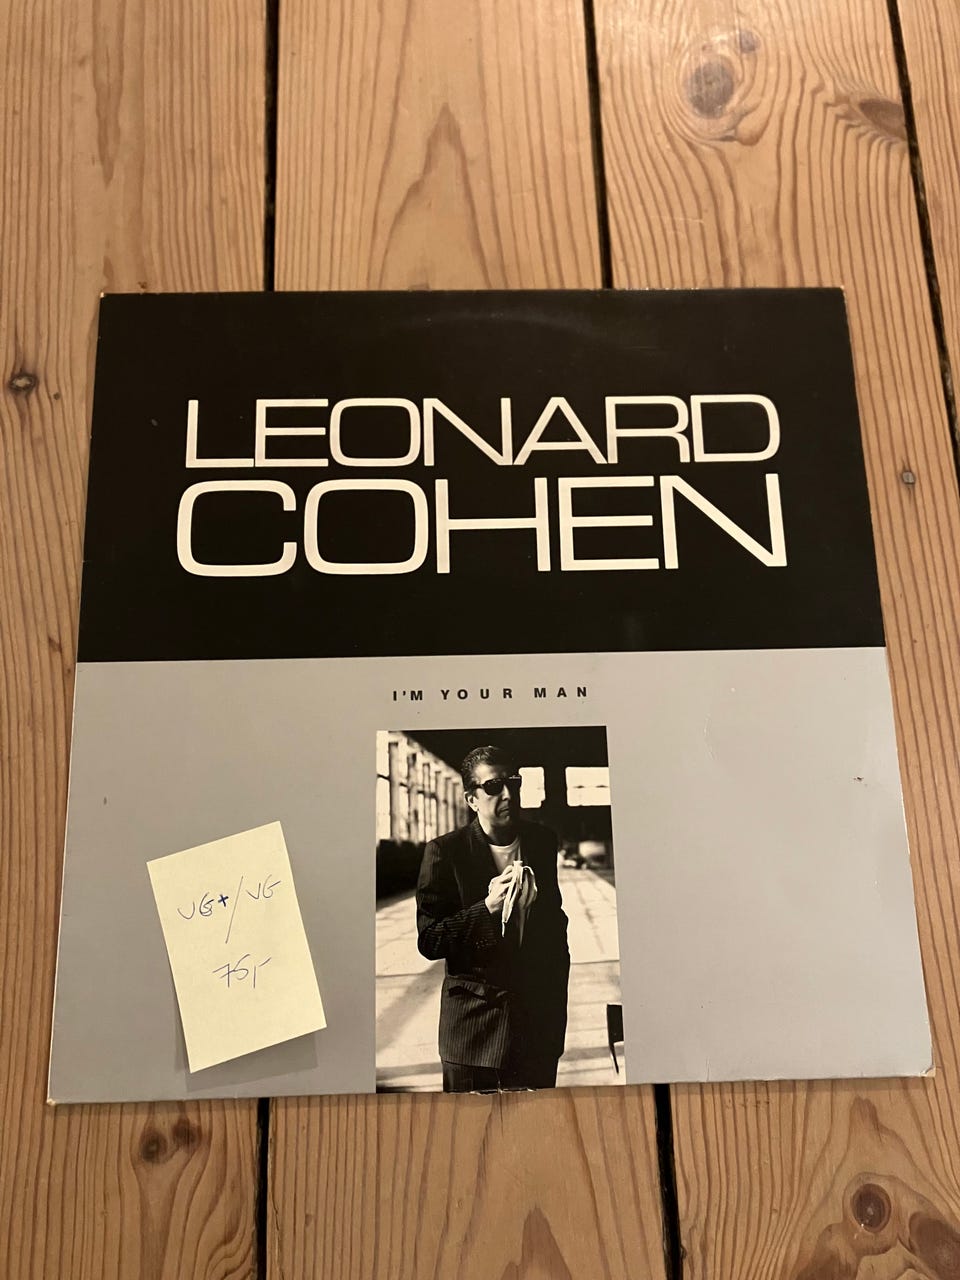 LEONARD
COHEN
I'M YOUR MAN
VG+/VG
75,-